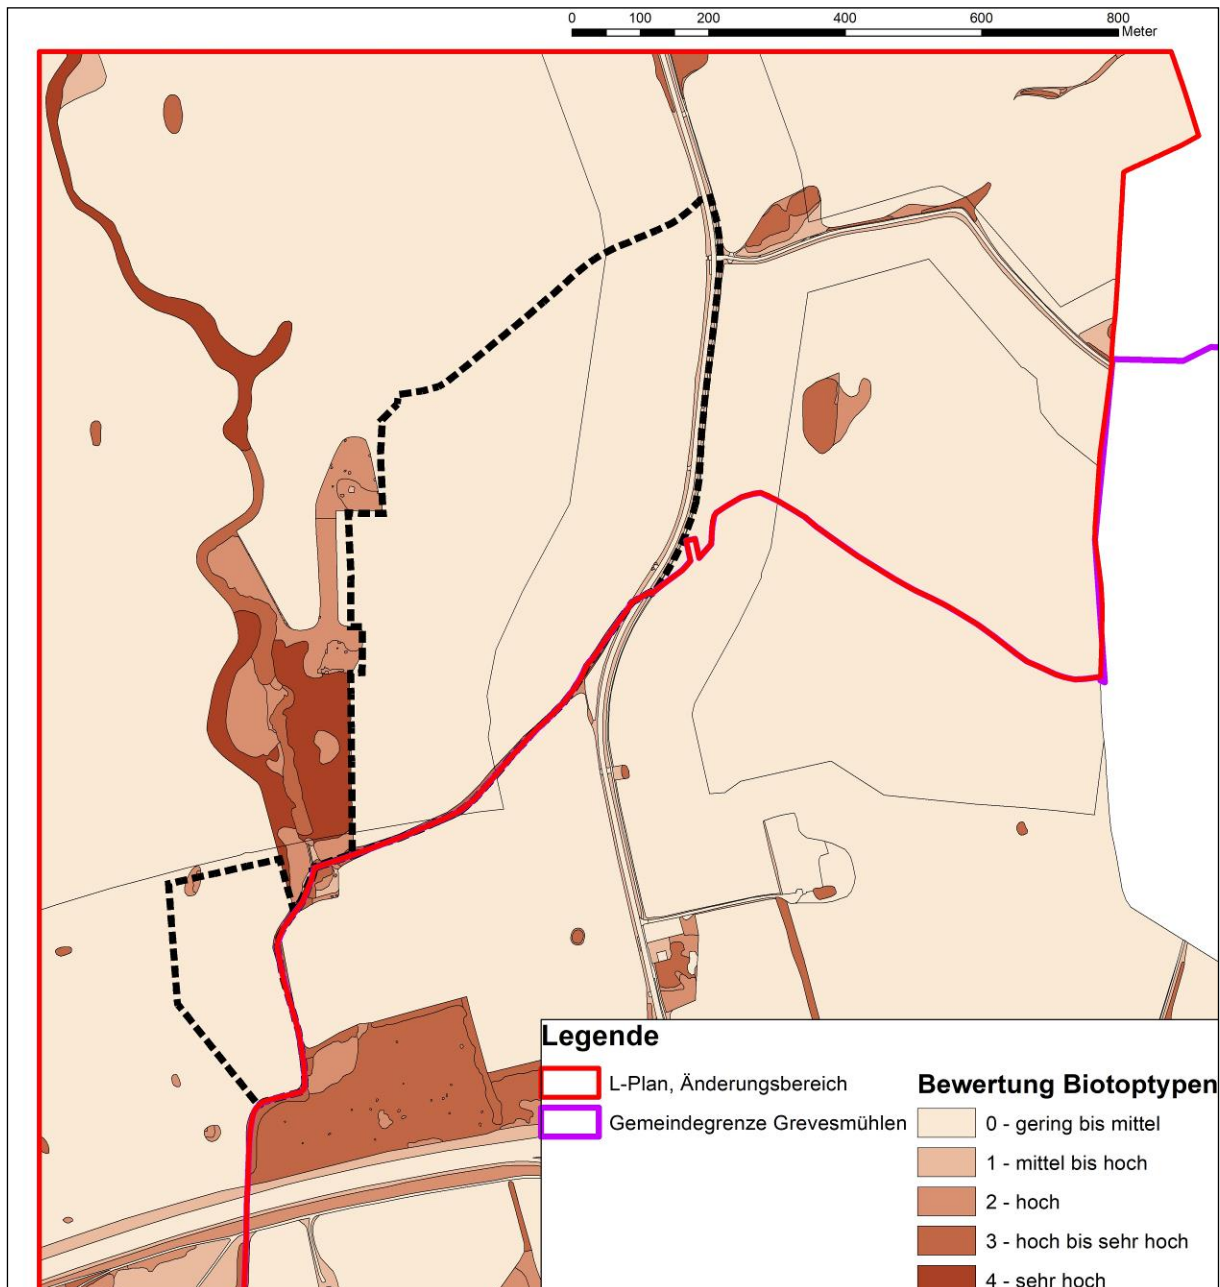 0 100 200 400 600 800
Meter
Legende
L-Plan, Änderungsbereich
Gemeindegrenze Grevesmühlen
Bewertung Biotoptypen
0 - gering bis mittel
1 - mittel bis hoch
2 - hoch
3 - hoch bis sehr hoch
4 - sehr hoch